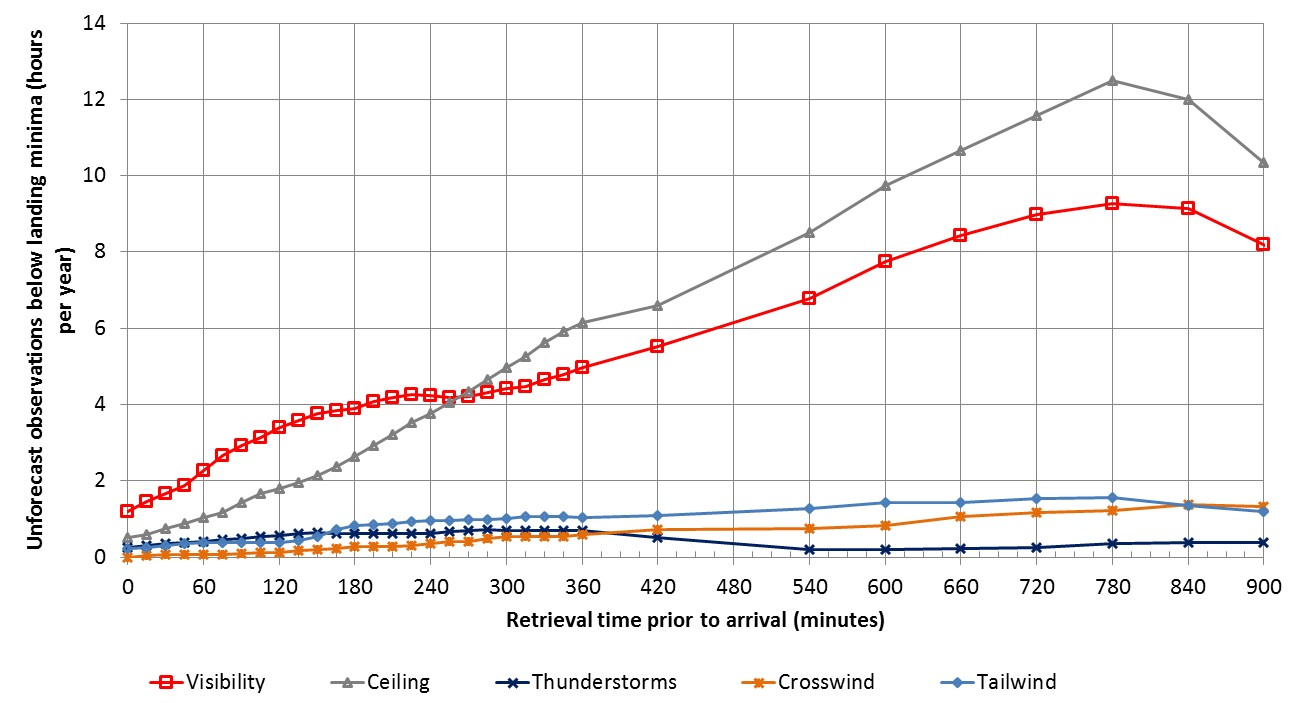 Unforecast observations below landing minima (hours
per year)
14
12
10
8
6
4
2
0
0 60 120 180 240 300 360 420 480 540 600 660 720 780 840 900
Retrieval time prior to arrival (minutes)
Visibility Ceiling Thunderstorms Crosswind Tailwind